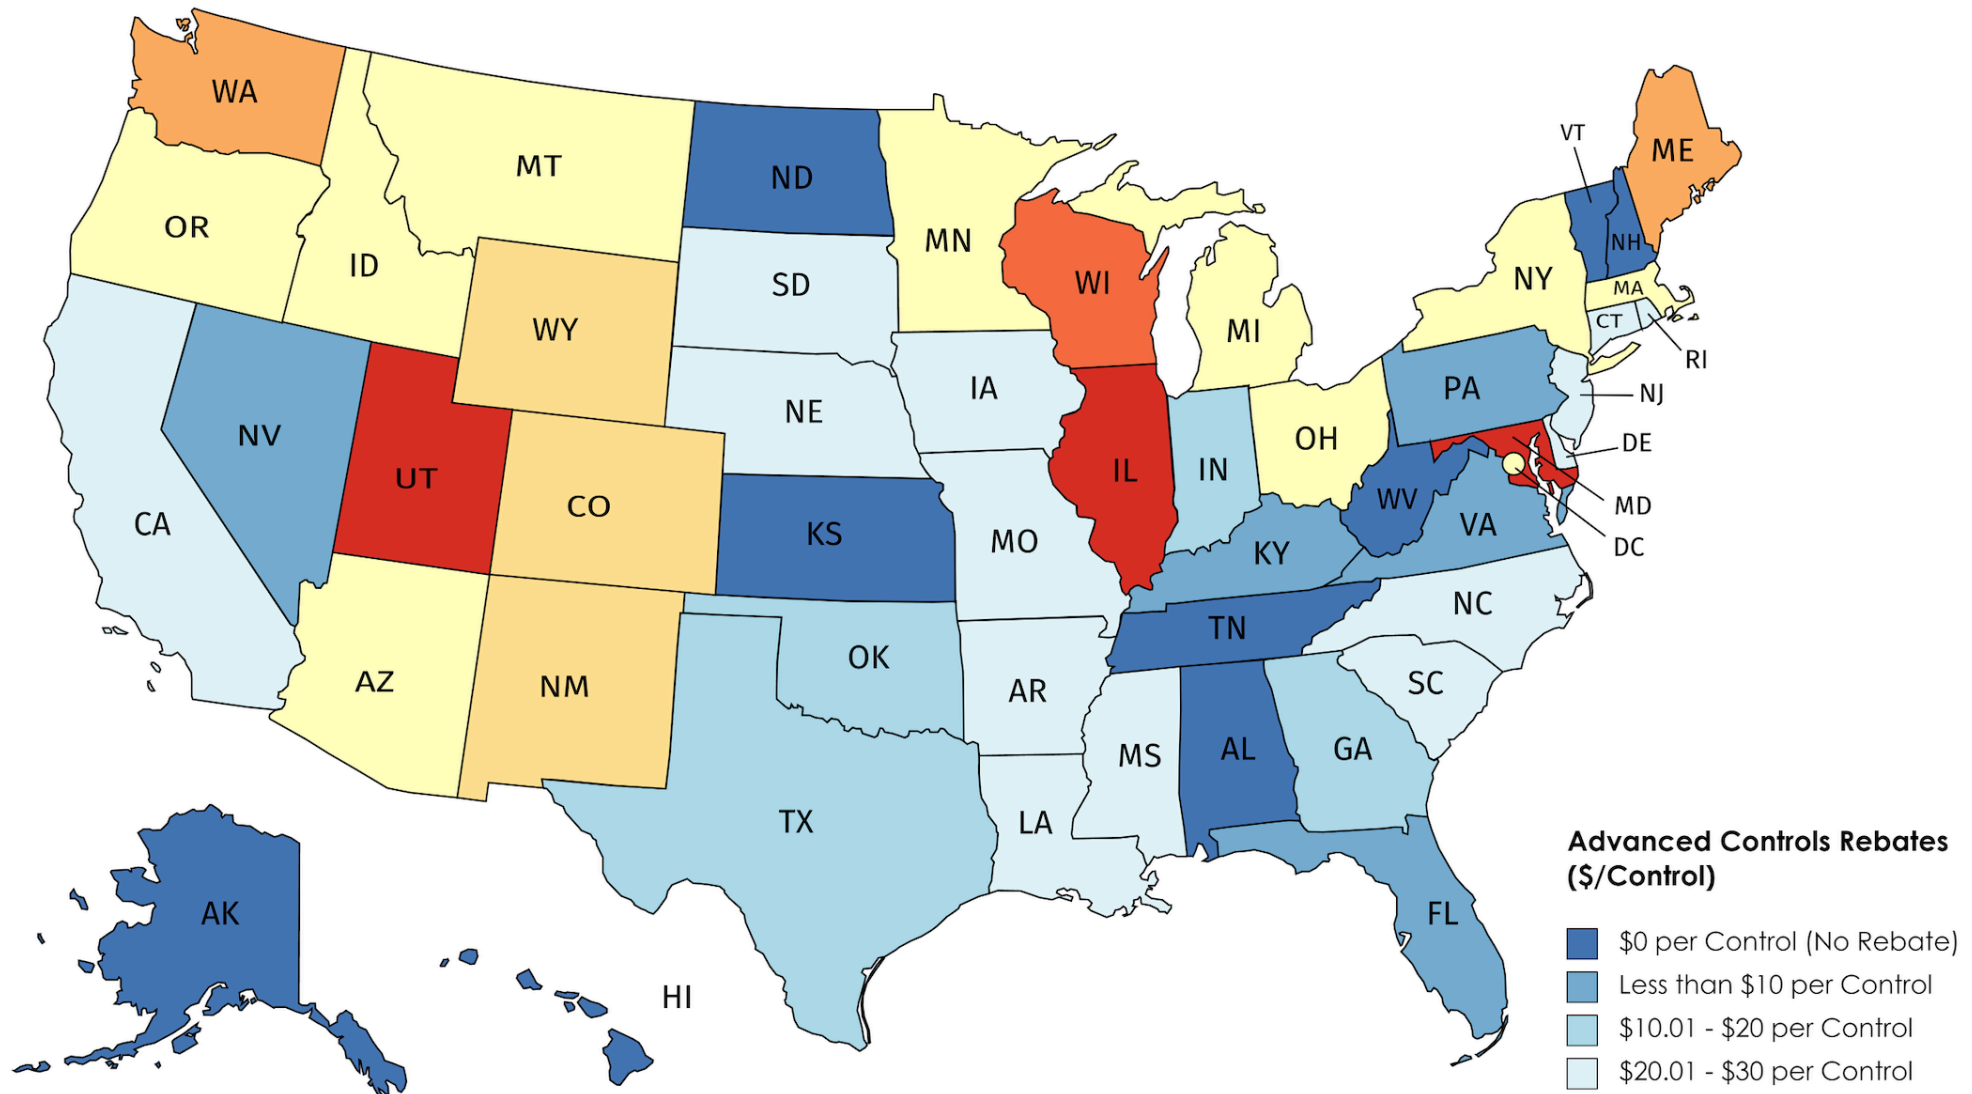 WA
MT
ND
OR
ID
MN
SD
WY
WI
MI
VT
ME
NH
NY
MA
CT
RI
NV
UT
CO
NE
IA
IL
IN
OH
PA
NJ
DE
MD
DC
CA
KS
MO
KY
WV
VA
AZ
NM
OK
AR
TN
NC
SC
TX
LA
MS
AL
GA
FL
AK
HI
Advanced Controls Rebates
($/Control)
$0 per Control (No Rebate)
Less than $10 per Control
$10.01 - $20 per Control
$20.01 - $30 per Control